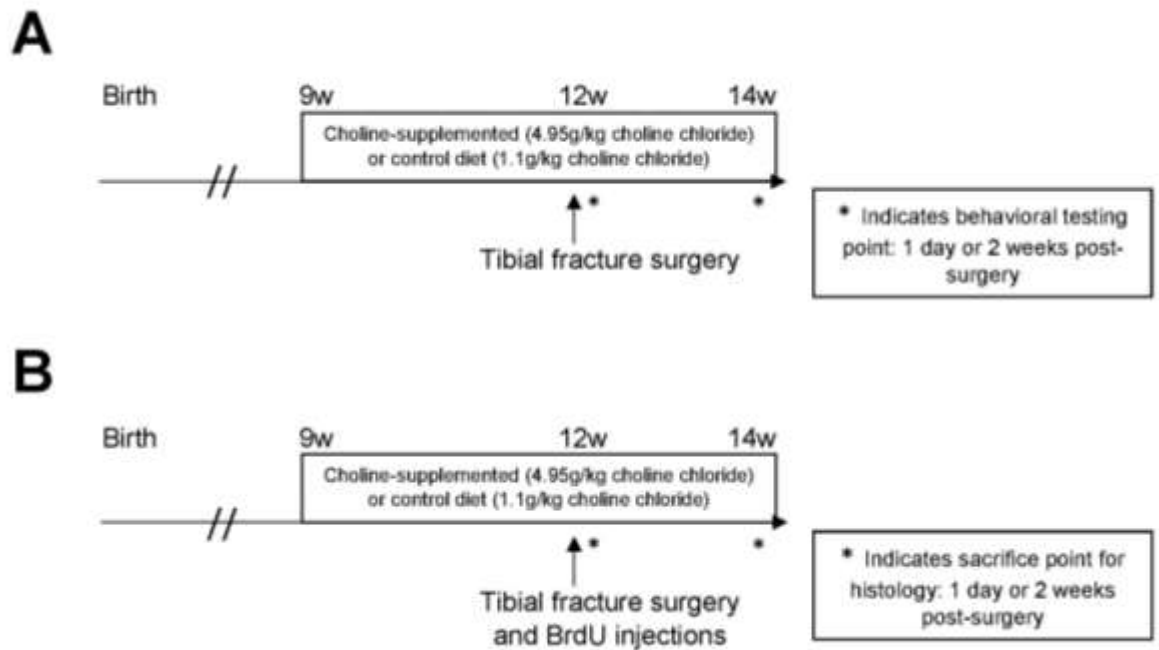 A
Birth 9w 12w 14w
Choline-supplemented (4.95g/kg choline chloride)
or control diet (1.1g/kg choline chloride)
* *
Tibial fracture surgery
* Indicates behavioral testing
point: 1 day or 2 weeks post-
surgery
B
Birth 9w 12w 14w
Choline-supplemented (4.95g/kg choline chloride)
or control diet (1.1g/kg choline chloride)
* *
Tibial fracture surgery
and BrdU injections
* Indicates sacrifice point for
histology: 1 day or 2 weeks
post-surgery